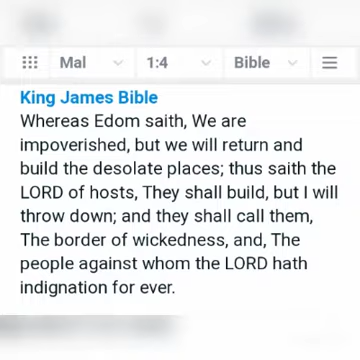 Mal 1:4 Bible
King James Bible
Whereas Edom saith, We are
impoverished, but we will return and
build the desolate places; thus saith the
LORD of hosts, They shall build, but I will
throw down; and they shall call them,
The border of wickedness, and, The
people against whom the LORD hath
indignation for ever.